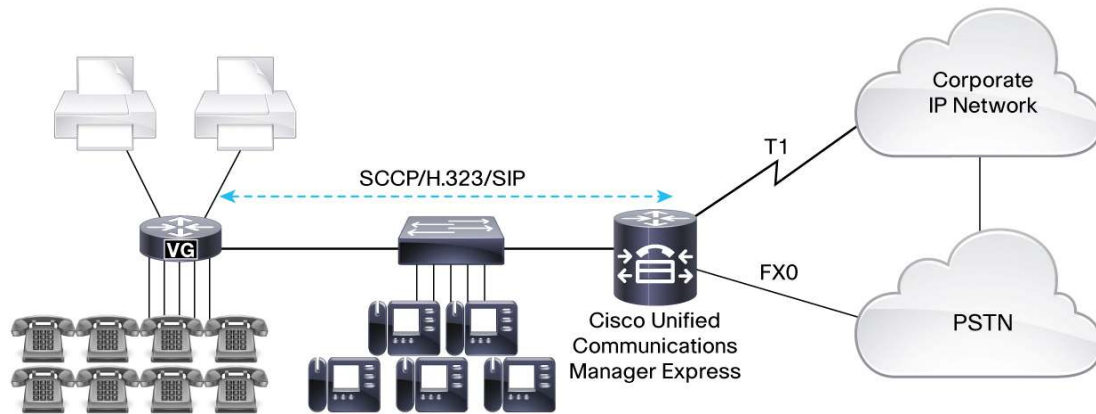 Corporate
IP Network
T1
SCCP/H.323/SIP
VG
FX0
PSTN
Cisco Unified
Communications
Manager Express